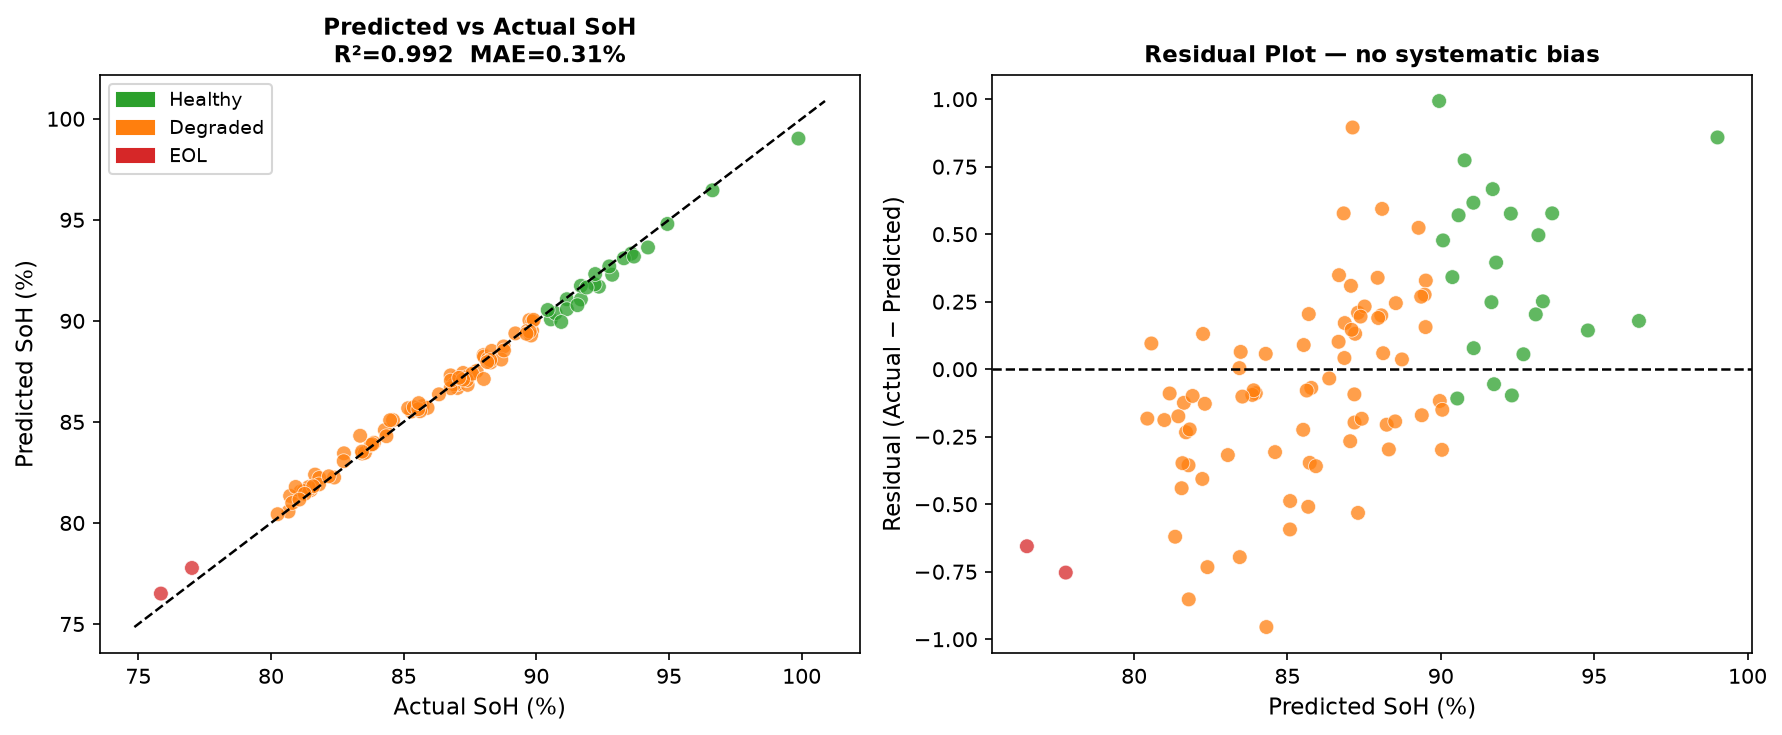 Predicted vs Actual SoH
R²=0.992  MAE=0.31%
Healthy
Degraded
EOL
100
95
90
85
80
75
75
80
85
90
95
100
Predicted SoH (%)
Actual SoH (%)
Residual Plot — no systematic bias
1.00
0.75
0.50
0.25
0.00
−0.25
−0.50
−0.75
−1.00
80
85
90
95
100
Residual (Actual − Predicted)
Predicted SoH (%)